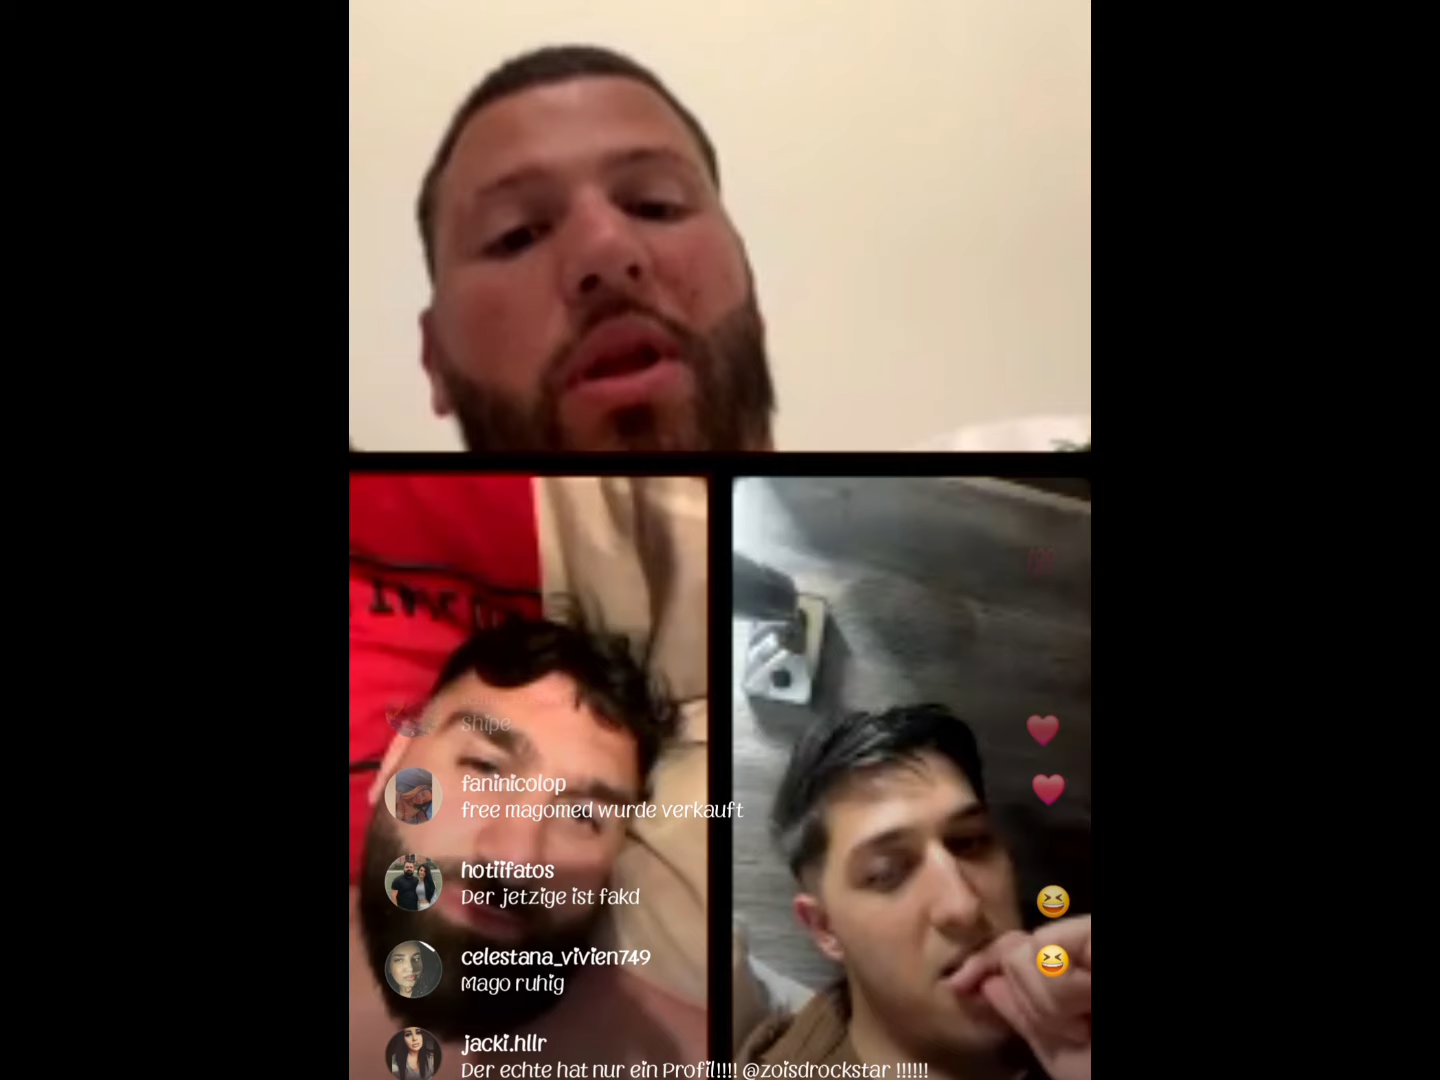 Shipe
faninicolop
free magomed wurde verkauft
hotiifatos
Der jetzige ist fakd
celestana_vivien749
Mago ruhig
jacki.hllr
Der echte hat nur ein Profil!!!! @zoisdrockstar !!!!!!